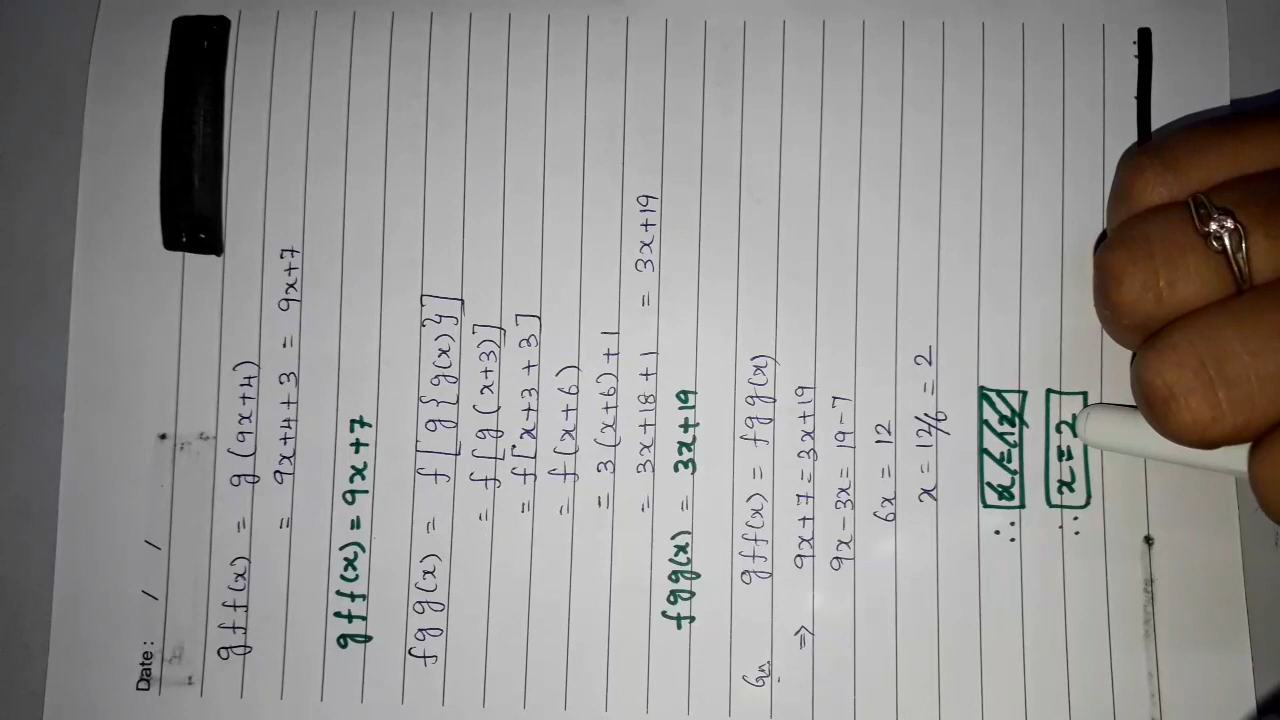 Date: / /
gff(x) = g(9x+4)
= 9x+4+3 = 9x+7
gff(x) = 9x+7
fgg(x) = f[g{g(x)}]
= f[g(x+3)]
= f[x+3+3]
= f(x+6)
= 3(x+6)+1
= 3x+18+1 = 3x+19
fgg(x) = 3x+19
Gn gff(x) = fgg(x)
⇒ 9x+7 = 3x+19
9x-3x = 19-7
6x = 12
x = 12/6 = 2
∴ x = 2